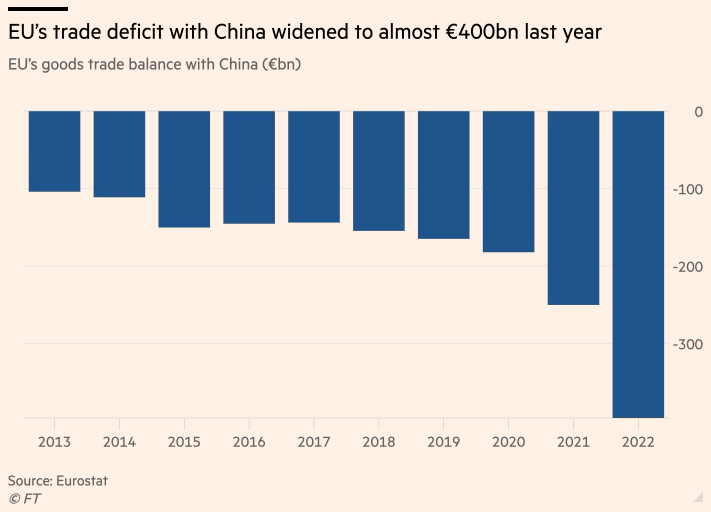 EU's trade deficit with China widened to almost €400bn last year
EU's goods trade balance with China (€bn)
0
-100
-200
-300
2013 2014 2015 2016 2017 2018 2019 2020 2021 2022
Source: Eurostat
© FT